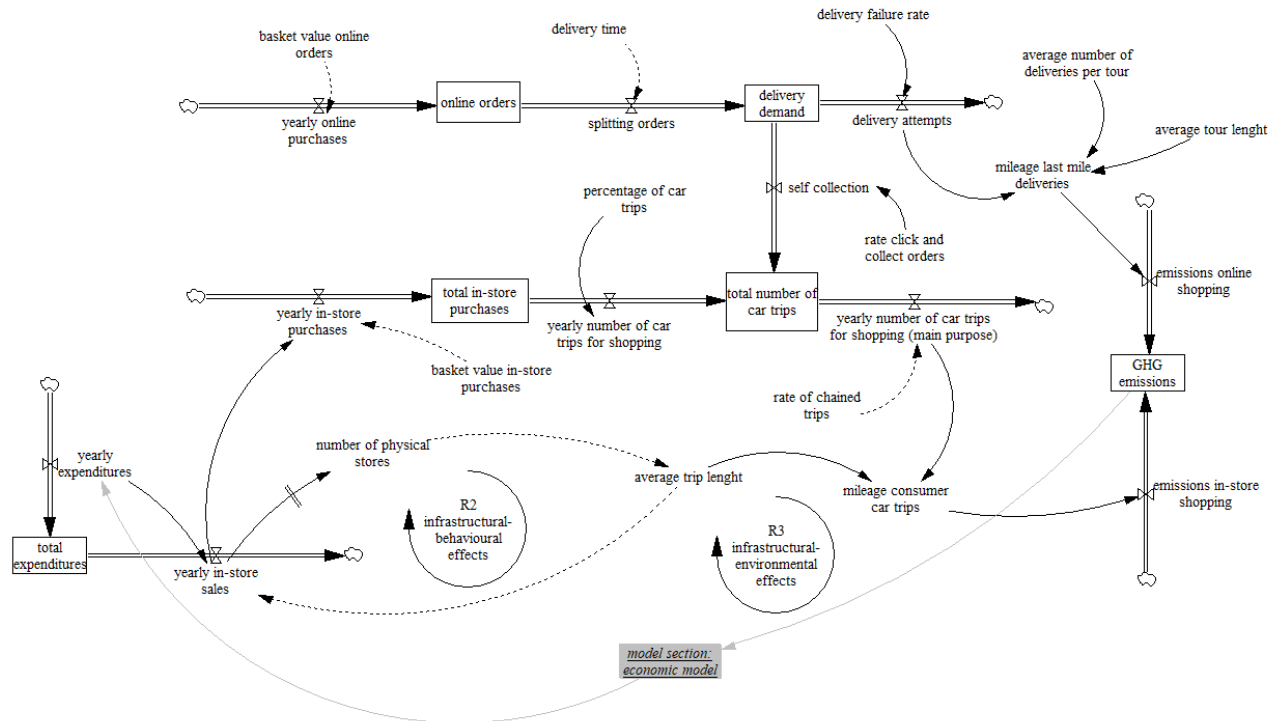 delivery failure rate
basket value online
orders
delivery time
average number of
deliveries per tour
online orders
delivery
demand
yearly online
purchases
splitting orders
delivery attempts
average tour lenght
mileage last mile
deliveries
percentage of car
trips
self collection
rate click and
collect orders
emissions online
shopping
total in-store
purchases
total number of
car trips
yearly in-store
purchases
yearly number of car
trips for shopping
yearly number of car trips
for shopping (main purpose)
basket value in-store
purchases
GHG
emissions
rate of chained
trips
number of physical
stores
yearly
expenditures
average trip lenght
mileage consumer
car trips
emissions in-store
shopping
R2
infrastructural-
behavioural
effects
R3
infrastructural-
environmental
effects
total
expenditures
yearly in-store
sales
model section:
economic model